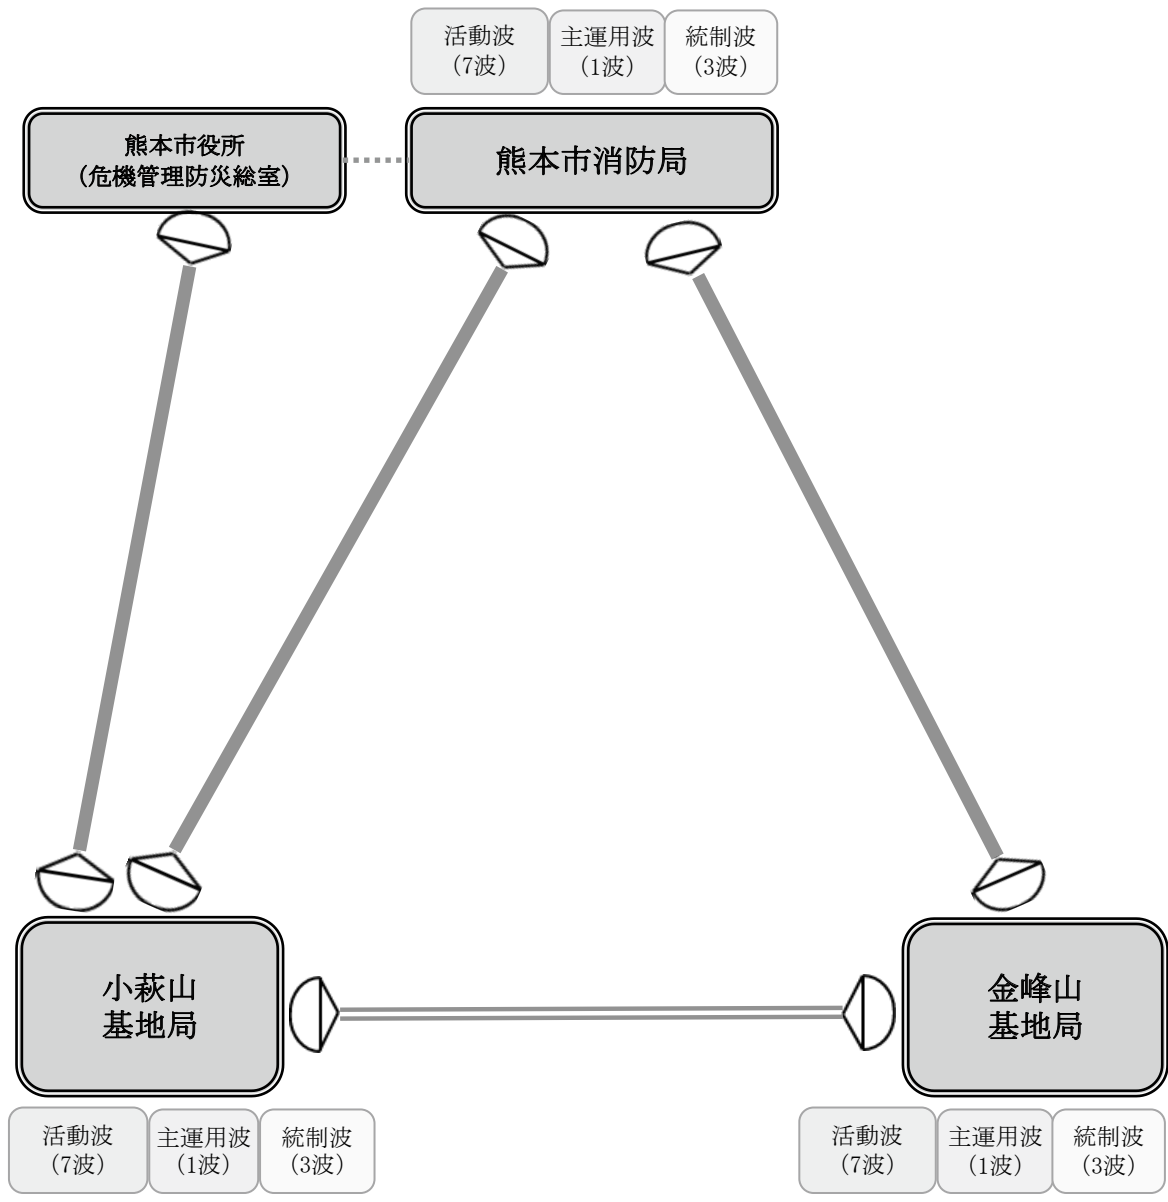 活動波
（7波）
主運用波
（1波）
統制波
（3波）
熊本市役所
（危機管理防災総室）
熊本市消防局
小萩山
基地局
金峰山
基地局
活動波
（7波）
主運用波
（1波）
統制波
（3波）
活動波
（7波）
主運用波
（1波）
統制波
（3波）